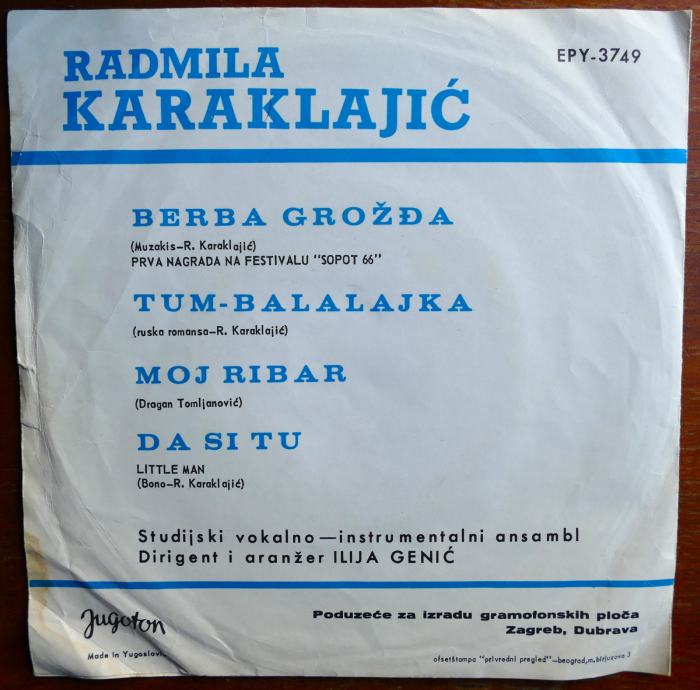 RADMILA
EPY-3749
KARAKLAJIĆ
BERBA GROŽĐA
(Muzakis–R. Karaklajić)
PRVA NAGRADA NA FESTIVALU "SOPOT 66"
TUM-BALALAJKA
(ruska romansa–R. Karaklajić)
MOJ RIBAR
(Dragan Tomljanović)
DA SI TU
LITTLE MAN
(Bono–R. Karaklajić)
Studijski vokalno—instrumentalni ansambl
Dirigent i aranžer ILIJA GENIĆ
Jugoton
Poduzeće za izradu gramofonskih ploča
Zagreb, Dubrava
Made in Yugoslavia
ofsetštampa "privredni pregled"–beograd,m.birjuzova 3